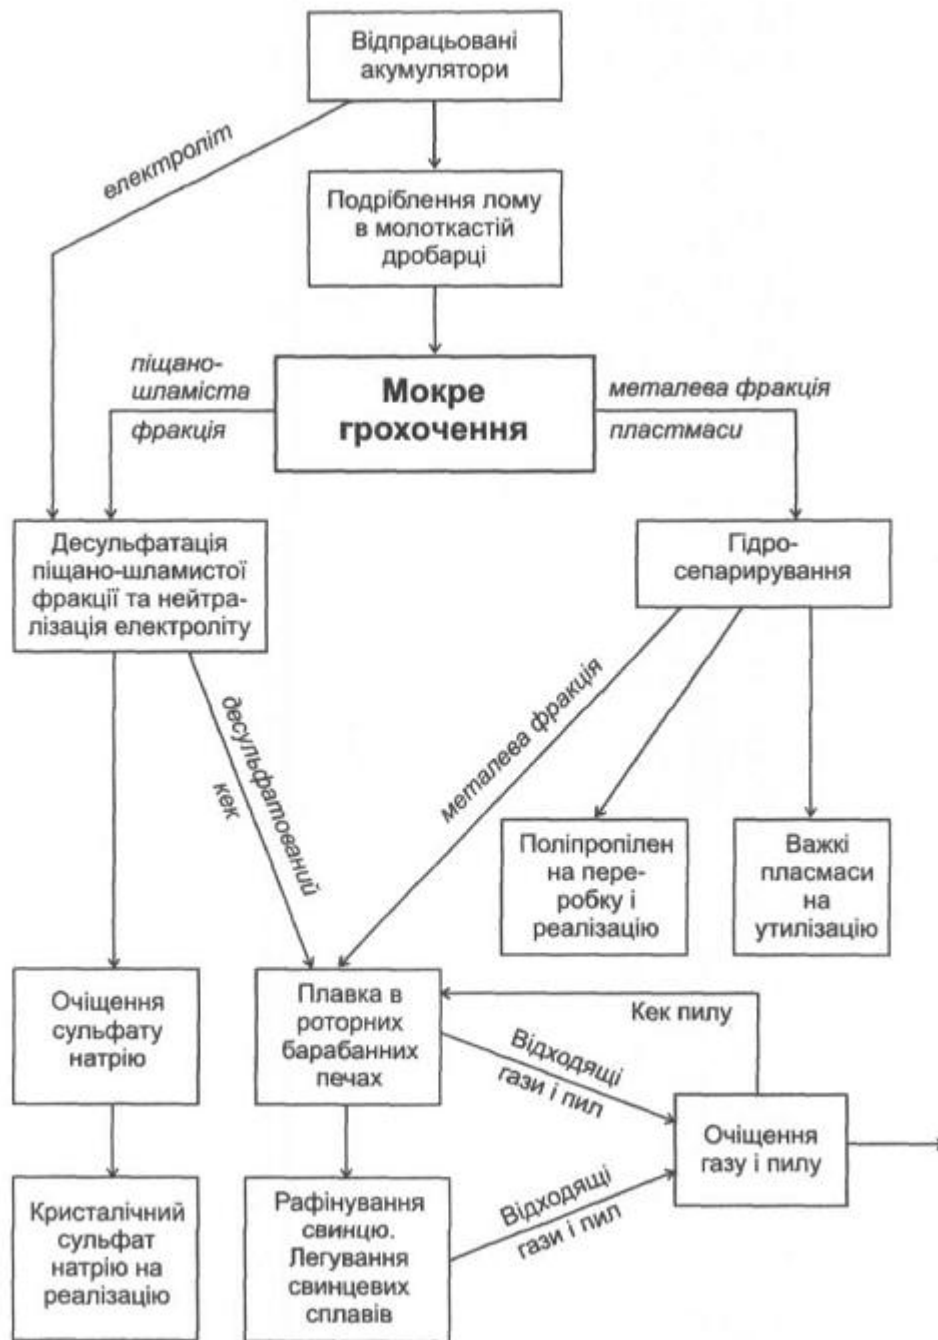 Відпрацьовані
акумулятори
електроліт
Подріблення лому
в молоткастій
дробарці
піщано-
шламіста
фракція
Мокре
грохочення
металева фракція
пластмаси
Десульфатація
піщано-шламистої
фракції та нейтра-
лізація електроліту
Гідро-
сепарирування
десульфатований
кек
металева фракція
Поліпропілен
на пере-
робку і
реалізацію
Важкі
пласмаси
на
утилізацію
Очіщення
сульфату
натрію
Плавка в
роторних
барабанних
печах
Кек пилу
Відходящі
гази і пил
Очіщення
газу і пилу
Кристалічний
сульфат
натрію на
реалізацію
Рафінування
свинцю.
Легування
свинцевих
сплавів
Відходящі
гази і пил